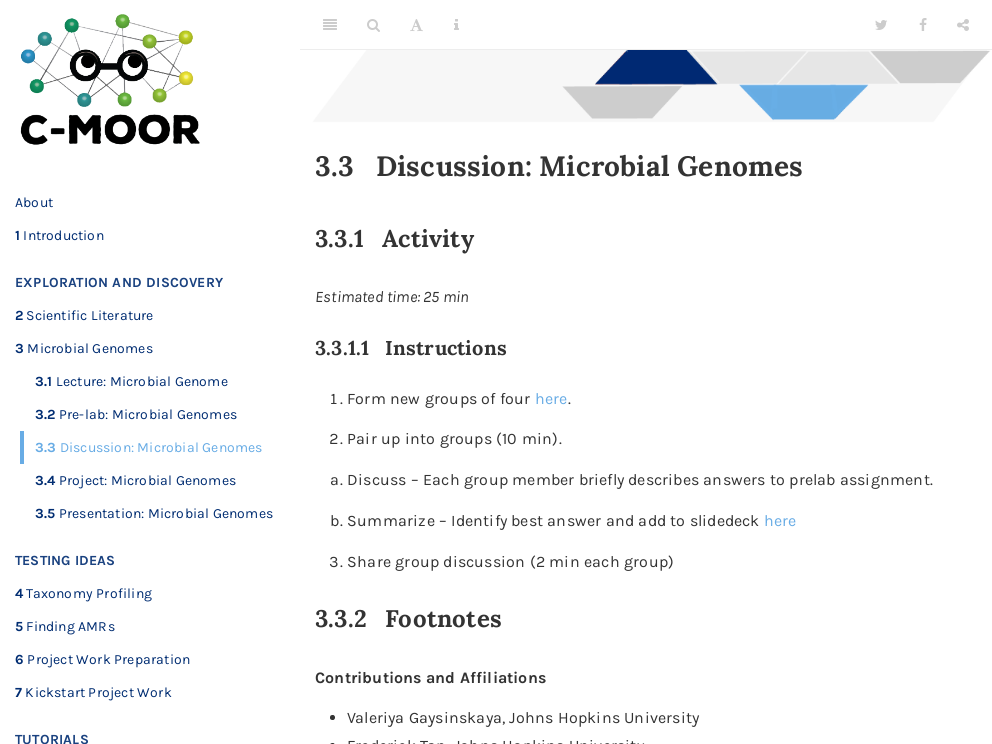 C-MOOR
About
1 Introduction
EXPLORATION AND DISCOVERY
2 Scientific Literature
3 Microbial Genomes
3.1 Lecture: Microbial Genome
3.2 Pre-lab: Microbial Genomes
3.3 Discussion: Microbial Genomes
3.4 Project: Microbial Genomes
3.5 Presentation: Microbial Genomes
TESTING IDEAS
4 Taxonomy Profiling
5 Finding AMRs
6 Project Work Preparation
7 Kickstart Project Work
TUTORIALS
3.3 Discussion: Microbial Genomes
3.3.1 Activity
Estimated time: 25 min
3.3.1.1 Instructions
1. Form new groups of four here.
2. Pair up into groups (10 min).
a. Discuss – Each group member briefly describes answers to prelab assignment.
b. Summarize – Identify best answer and add to slidedeck here
3. Share group discussion (2 min each group)
3.3.2 Footnotes
Contributions and Affiliations
• Valeriya Gaysinskaya, Johns Hopkins University
• Frederick Tan, Johns Hopkins University